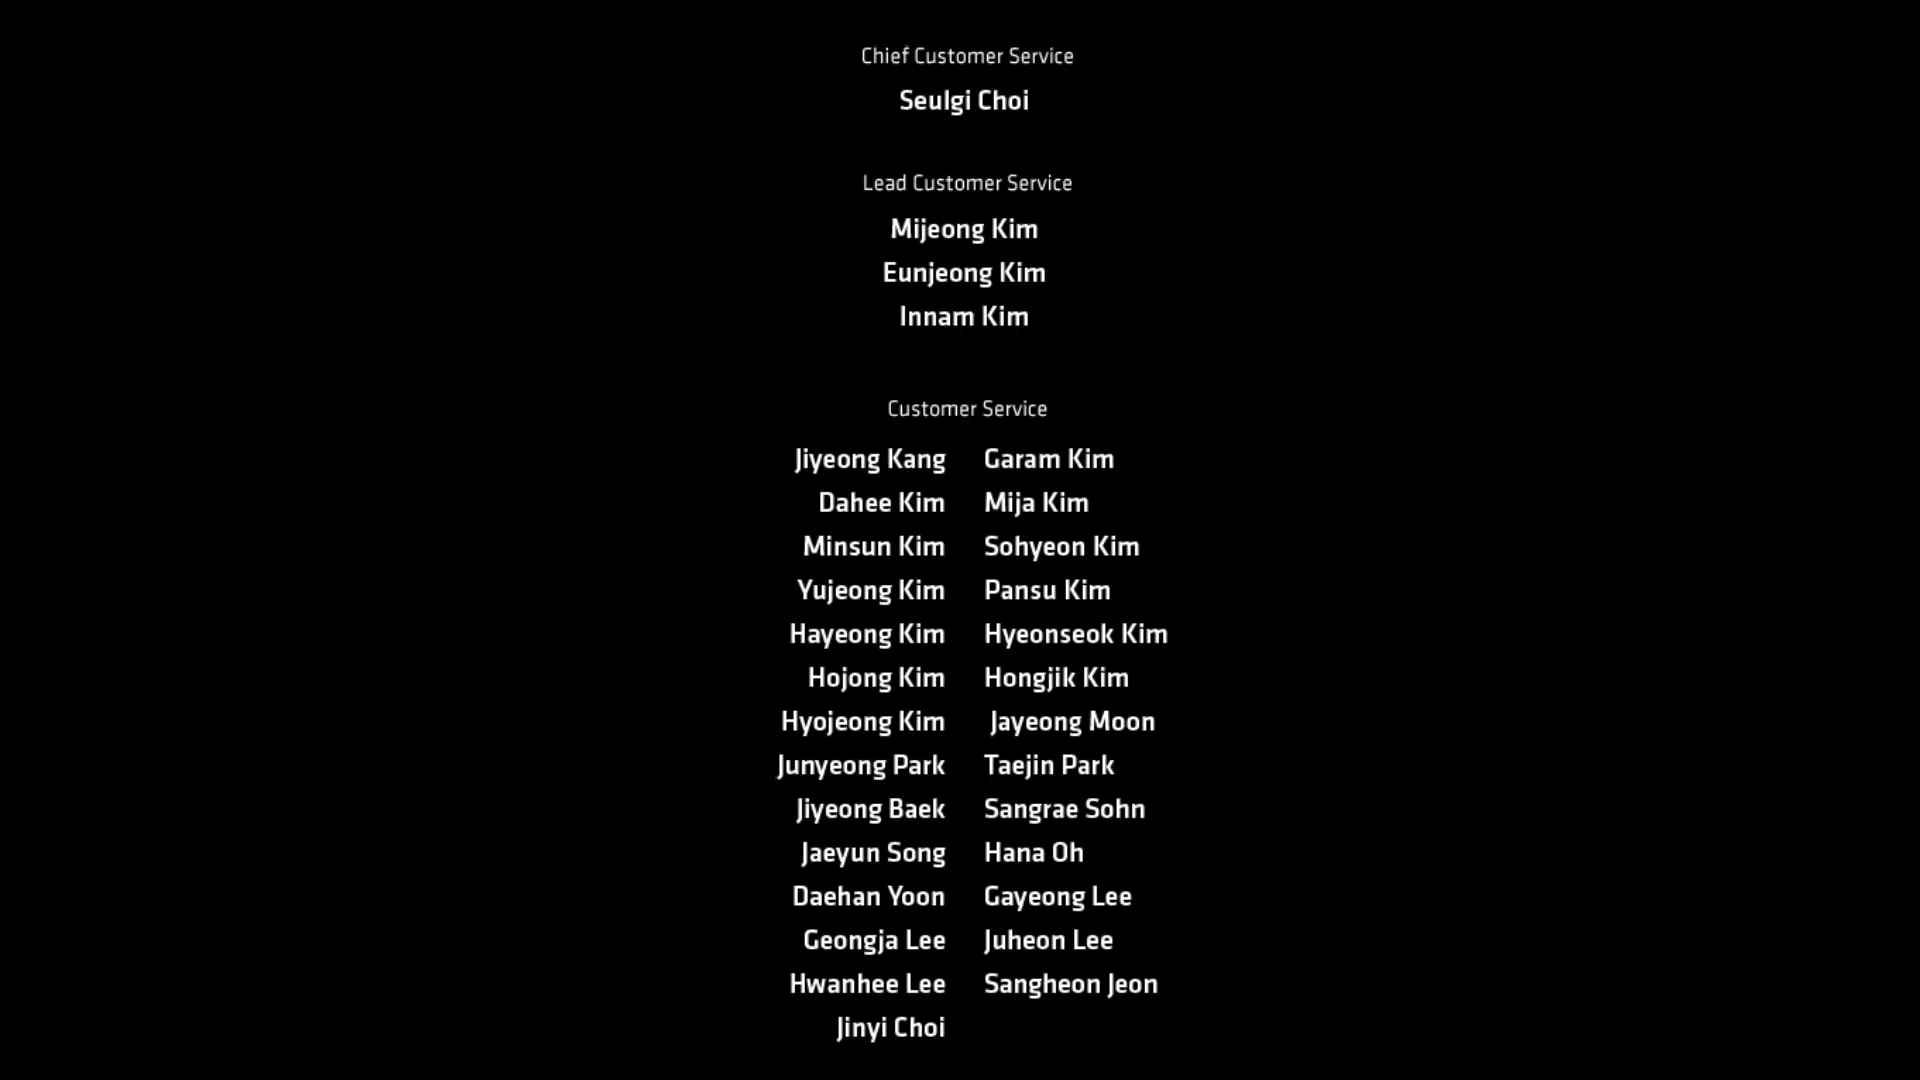 Chief Customer Service
Seulgi Choi
Lead Customer Service
Mijeong Kim
Eunjeong Kim
Innam Kim
Customer Service
Jiyeong Kang Garam Kim
Dahee Kim Mija Kim
Minsun Kim Sohyeon Kim
Yujeong Kim Pansu Kim
Hayeong Kim Hyeonseok Kim
Hojong Kim Hongjik Kim
Hyojeong Kim Jayeong Moon
Junyeong Park Taejin Park
Jiyeong Baek Sangrae Sohn
Jaeyun Song Hana Oh
Daehan Yoon Gayeong Lee
Geongja Lee Juheon Lee
Hwanhee Lee Sangheon Jeon
Jinyi Choi